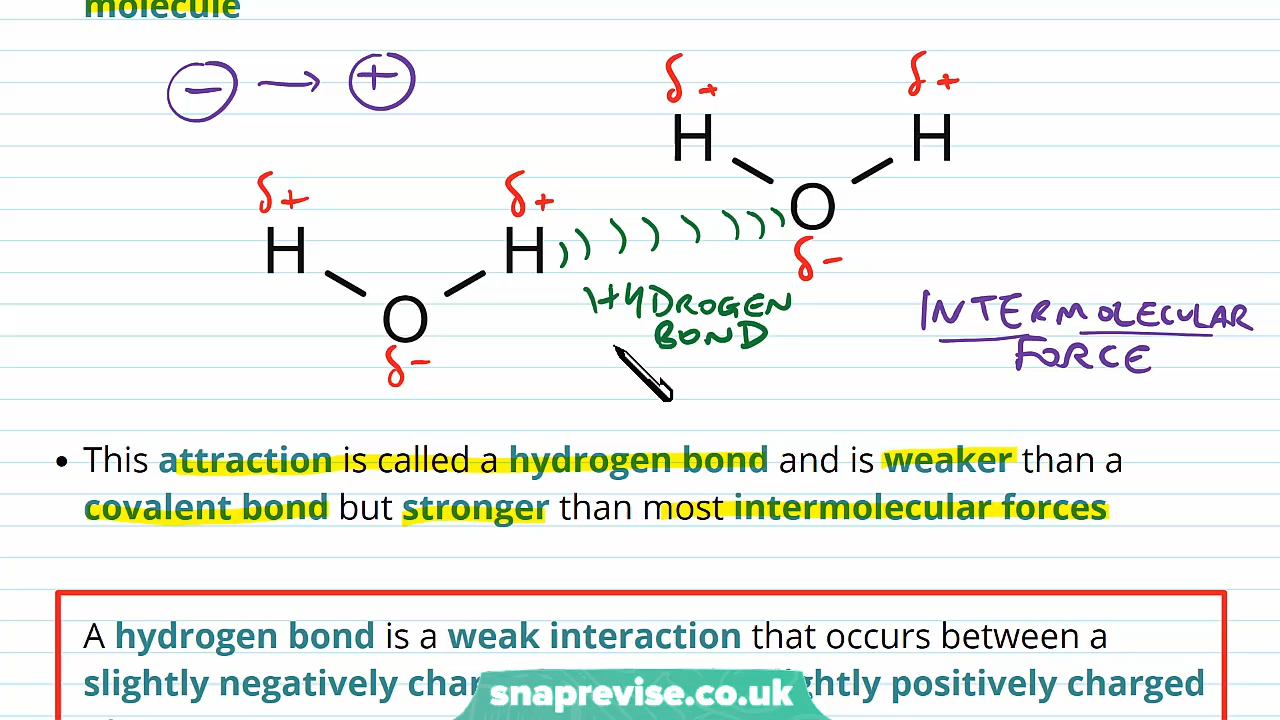 molecule
− → +
δ+ δ+
H H
δ+ δ+
O
H H
δ−
HYDROGEN
BOND
O
INTERMOLECULAR
FORCE
δ−
• This attraction is called a hydrogen bond and is weaker than a
covalent bond but stronger than most intermolecular forces
A hydrogen bond is a weak interaction that occurs between a
slightly negatively positively charged
snaprevise.co.uk